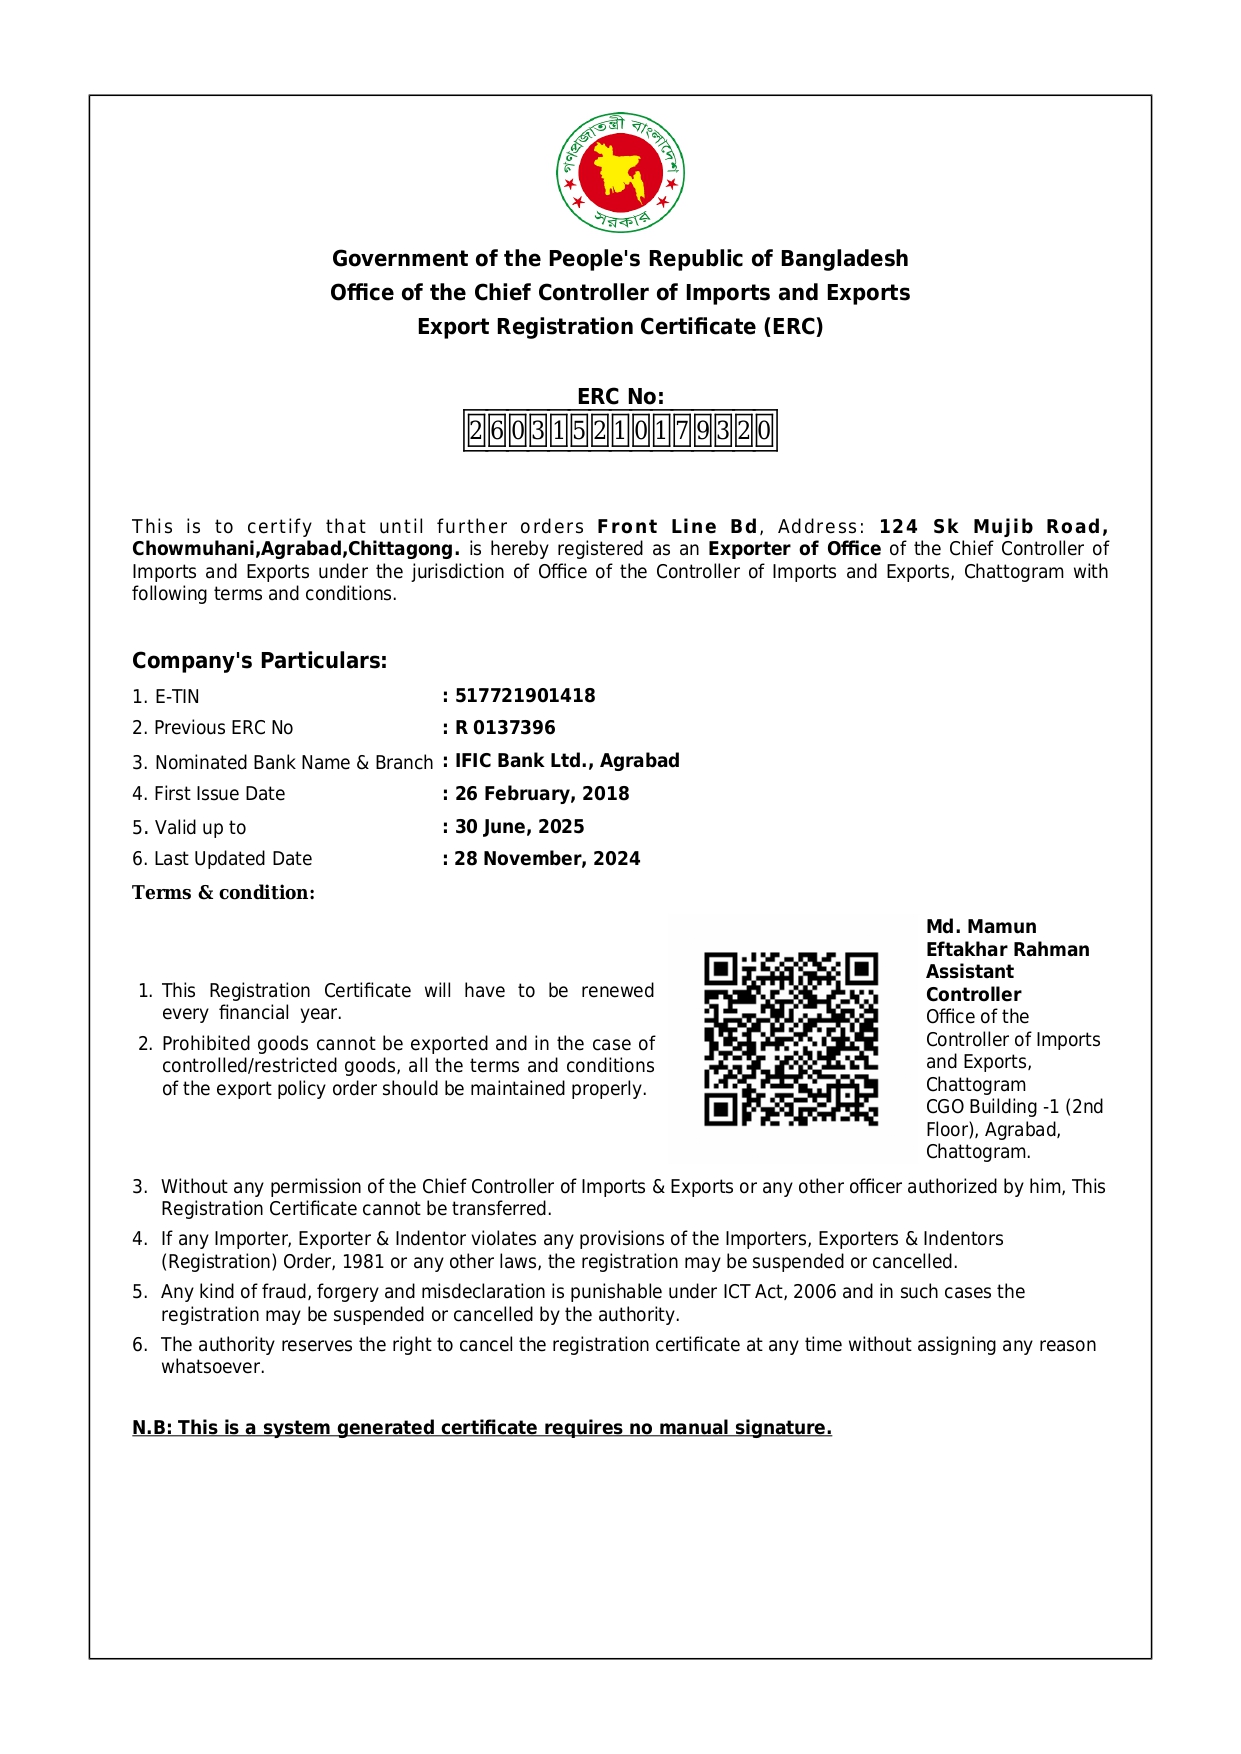 গণপ্রজাতন্ত্রী বাংলাদেশ
সরকার
Government of the People's Republic of Bangladesh
Office of the Chief Controller of Imports and Exports
Export Registration Certificate (ERC)
ERC No:
260315210179320
This is to certify that until further orders Front Line Bd, Address: 124 Sk Mujib Road,
Chowmuhani,Agrabad,Chittagong. is hereby registered as an Exporter of Office of the Chief Controller of
Imports and Exports under the jurisdiction of Office of the Controller of Imports and Exports, Chattogram with
following terms and conditions.
Company's Particulars:
1. E-TIN : 517721901418
2. Previous ERC No : R 0137396
3. Nominated Bank Name & Branch : IFIC Bank Ltd., Agrabad
4. First Issue Date : 26 February, 2018
5. Valid up to : 30 June, 2025
6. Last Updated Date : 28 November, 2024
Terms & condition:
1. This Registration Certificate will have to be renewed
every financial year.
2. Prohibited goods cannot be exported and in the case of
controlled/restricted goods, all the terms and conditions
of the export policy order should be maintained properly.
Md. Mamun
Eftakhar Rahman
Assistant
Controller
Office of the
Controller of Imports
and Exports,
Chattogram
CGO Building -1 (2nd
Floor), Agrabad,
Chattogram.
3. Without any permission of the Chief Controller of Imports & Exports or any other officer authorized by him, This
Registration Certificate cannot be transferred.
4. If any Importer, Exporter & Indentor violates any provisions of the Importers, Exporters & Indentors
(Registration) Order, 1981 or any other laws, the registration may be suspended or cancelled.
5. Any kind of fraud, forgery and misdeclaration is punishable under ICT Act, 2006 and in such cases the
registration may be suspended or cancelled by the authority.
6. The authority reserves the right to cancel the registration certificate at any time without assigning any reason
whatsoever.
N.B: This is a system generated certificate requires no manual signature.